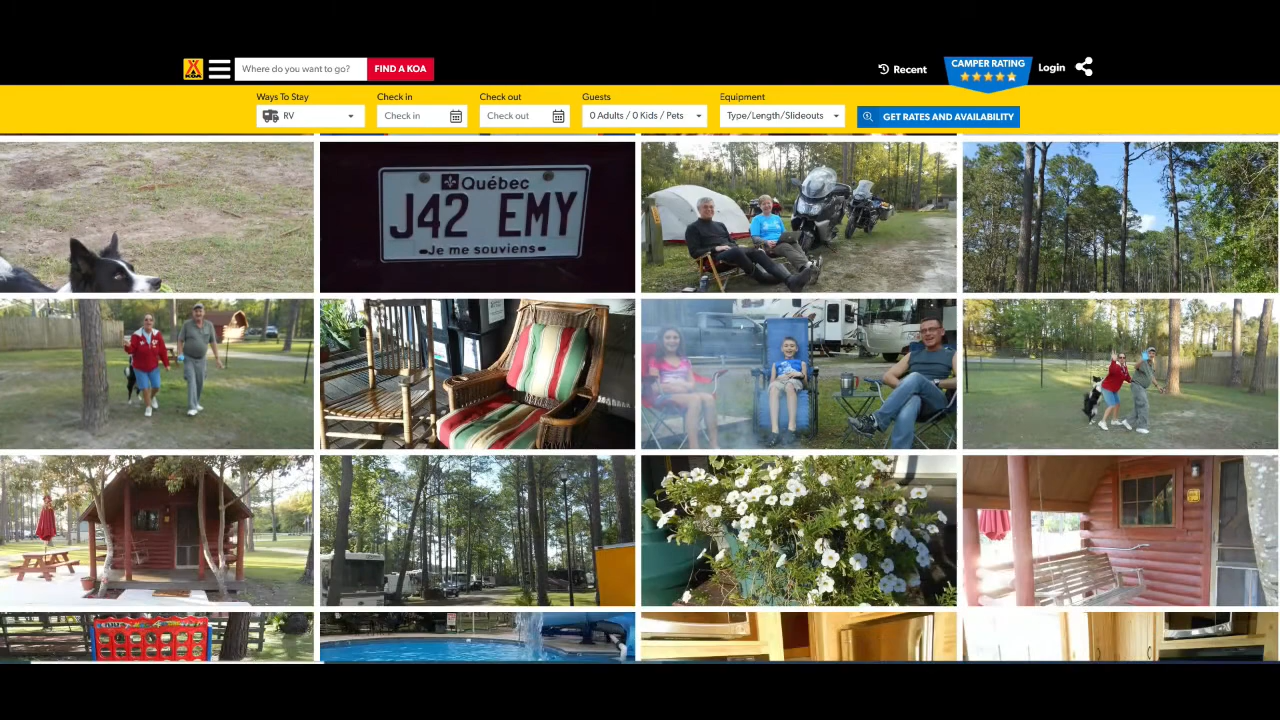 KOA
Where do you want to go?
FIND A KOA
Recent
CAMPER RATING
Login
Ways To Stay
RV
Check in
Check in
Check out
Check out
Guests
0 Adults / 0 Kids / Pets
Equipment
Type/Length/Slideouts
GET RATES AND AVAILABILITY
Québec
J42 EMY
Je me souviens